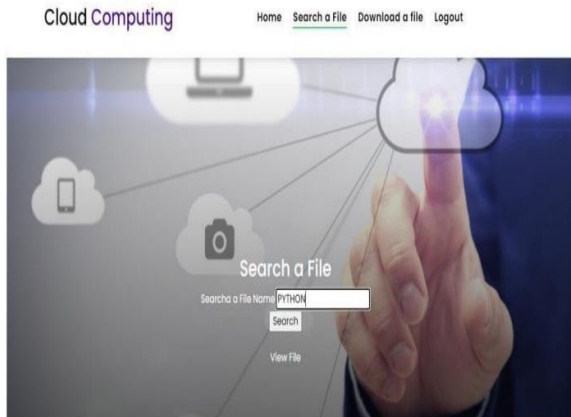 Cloud Computing
Home Search a File Download a file Logout
Search a File
Searcha a File Name PYTHON
Search
View File